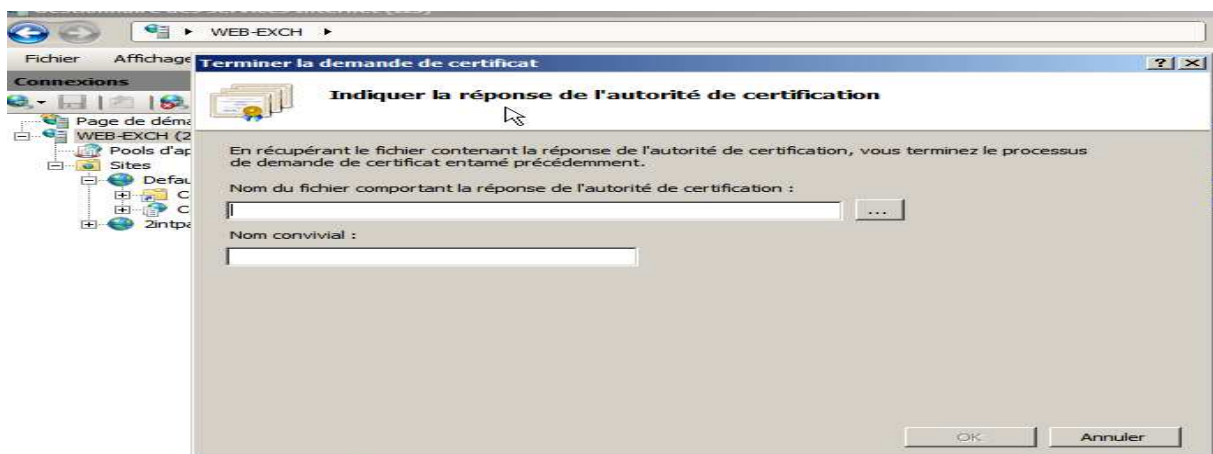 WEB-EXCH
Fichier Affichage
Terminer la demande de certificat
Connexions
Indiquer la réponse de l'autorité de certification
Page de déma
WEB-EXCH (2
Pools d'ap
Sites
Defau
C
C
2intpa
En récupérant le fichier contenant la réponse de l'autorité de certification, vous terminez le processus
de demande de certificat entamé précédemment.
Nom du fichier comportant la réponse de l'autorité de certification :
...
Nom convivial :
OK
Annuler